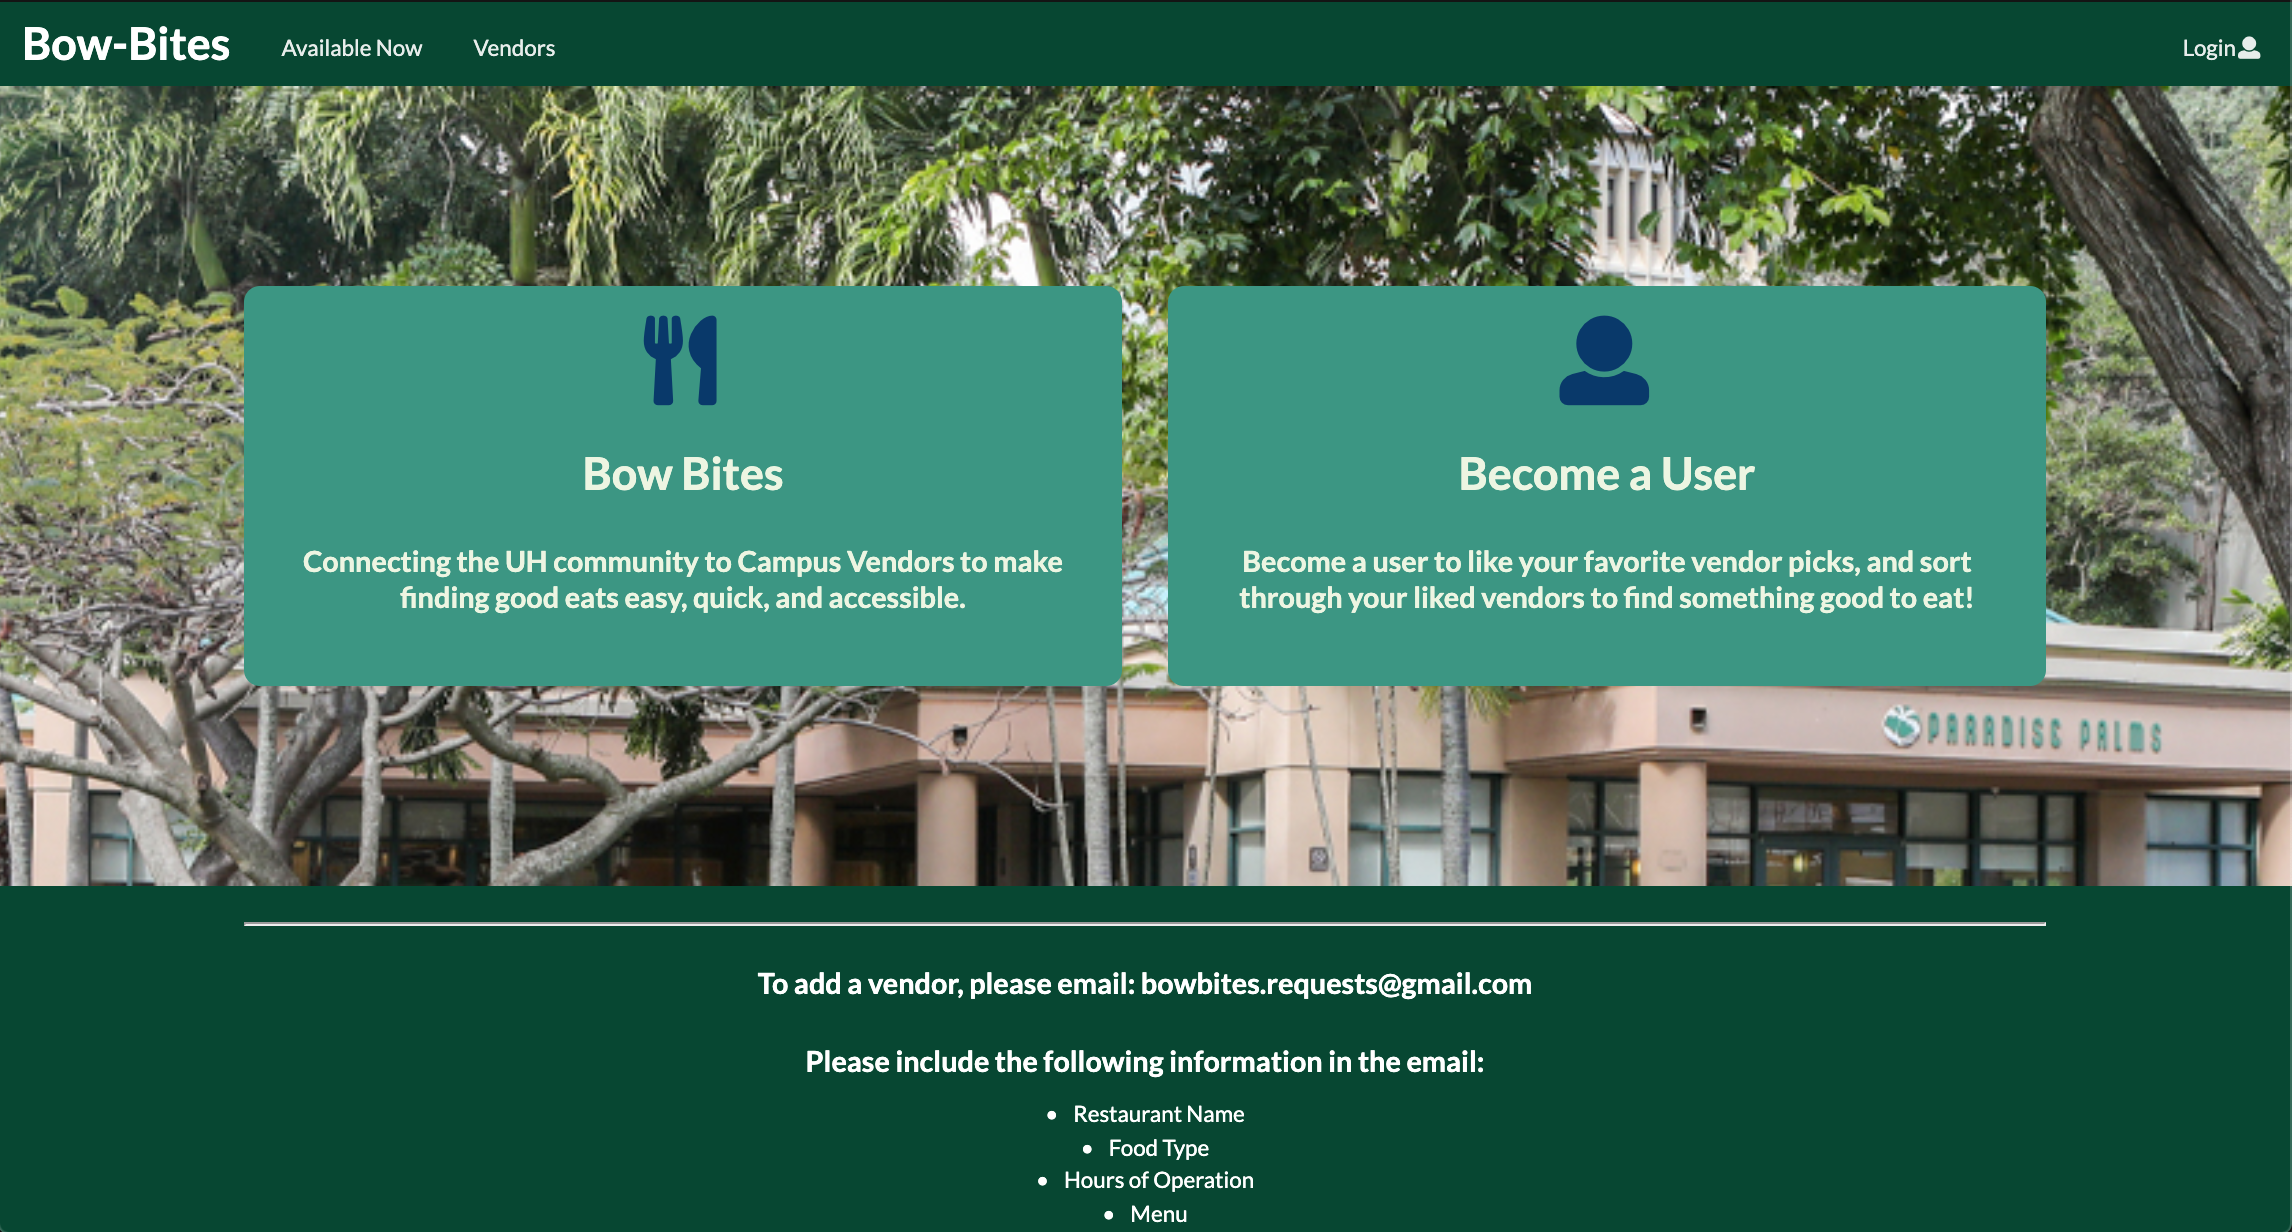 Bow-Bites Available Now Vendors Login
Bow Bites
Connecting the UH community to Campus Vendors to make
finding good eats easy, quick, and accessible.
Become a User
Become a user to like your favorite vendor picks, and sort
through your liked vendors to find something good to eat!
PARADISE PALMS
To add a vendor, please email: bowbites.requests@gmail.com
Please include the following information in the email:
• Restaurant Name
• Food Type
• Hours of Operation
• Menu